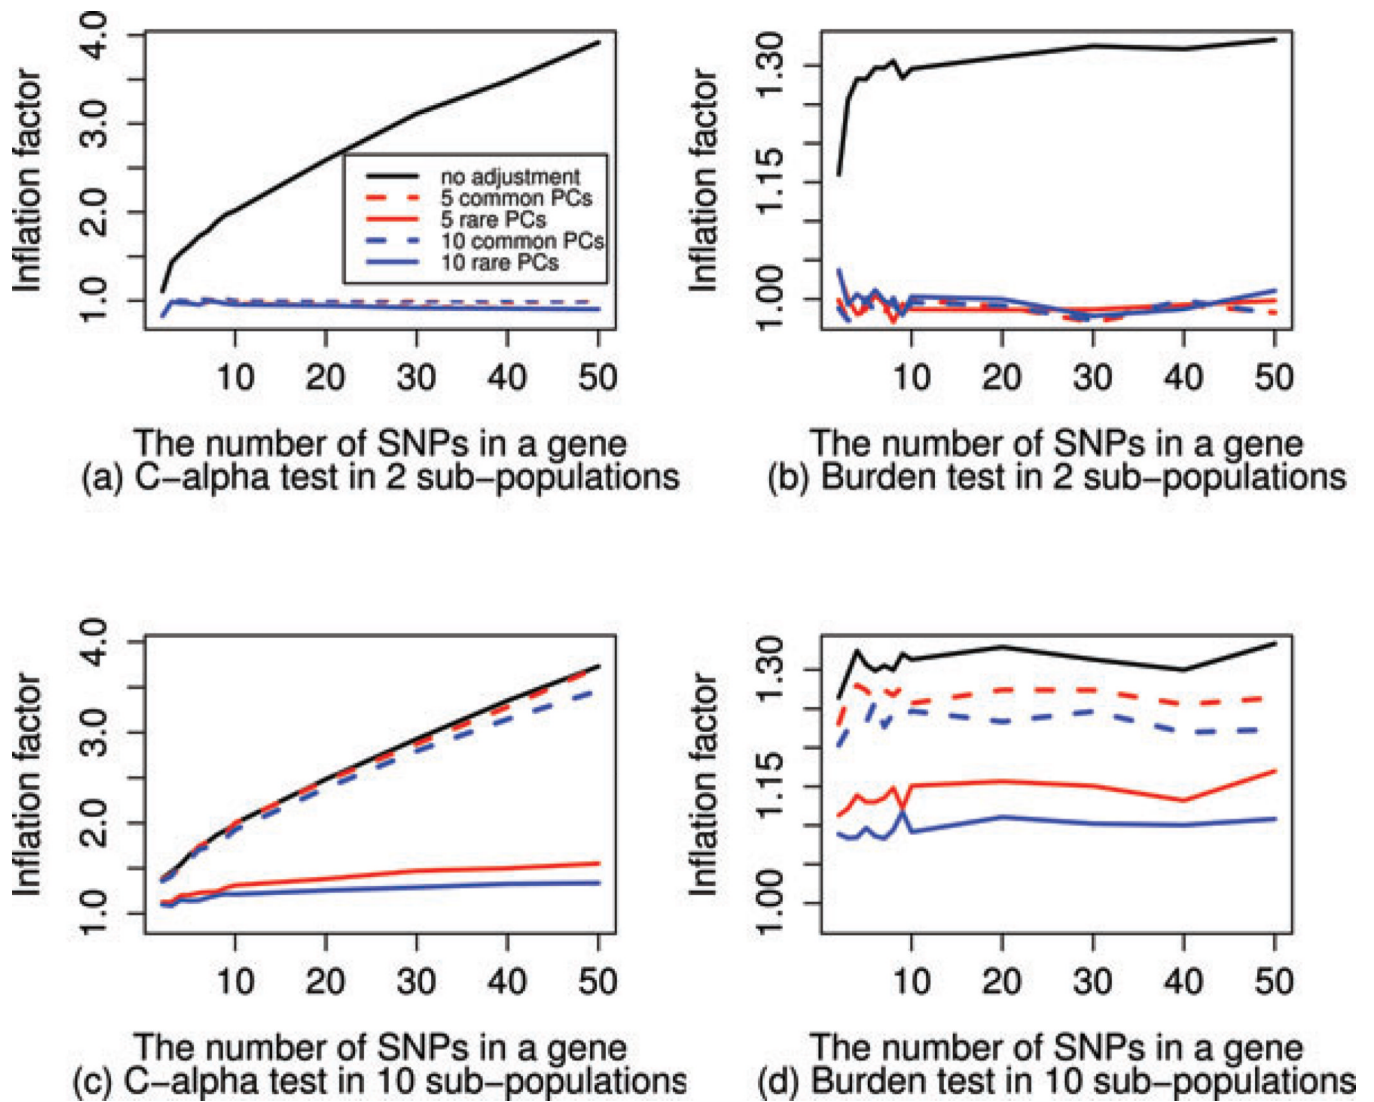 Inflation factor
4.0
3.0
2.0
1.0
no adjustment
5 common PCs
5 rare PCs
10 common PCs
10 rare PCs
10 20 30 40 50
The number of SNPs in a gene
(a) C−alpha test in 2 sub−populations
Inflation factor
1.30
1.15
1.00
10 20 30 40 50
The number of SNPs in a gene
(b) Burden test in 2 sub−populations
Inflation factor
4.0
3.0
2.0
1.0
10 20 30 40 50
The number of SNPs in a gene
(c) C−alpha test in 10 sub−populations
Inflation factor
1.30
1.15
1.00
10 20 30 40 50
The number of SNPs in a gene
(d) Burden test in 10 sub−populations